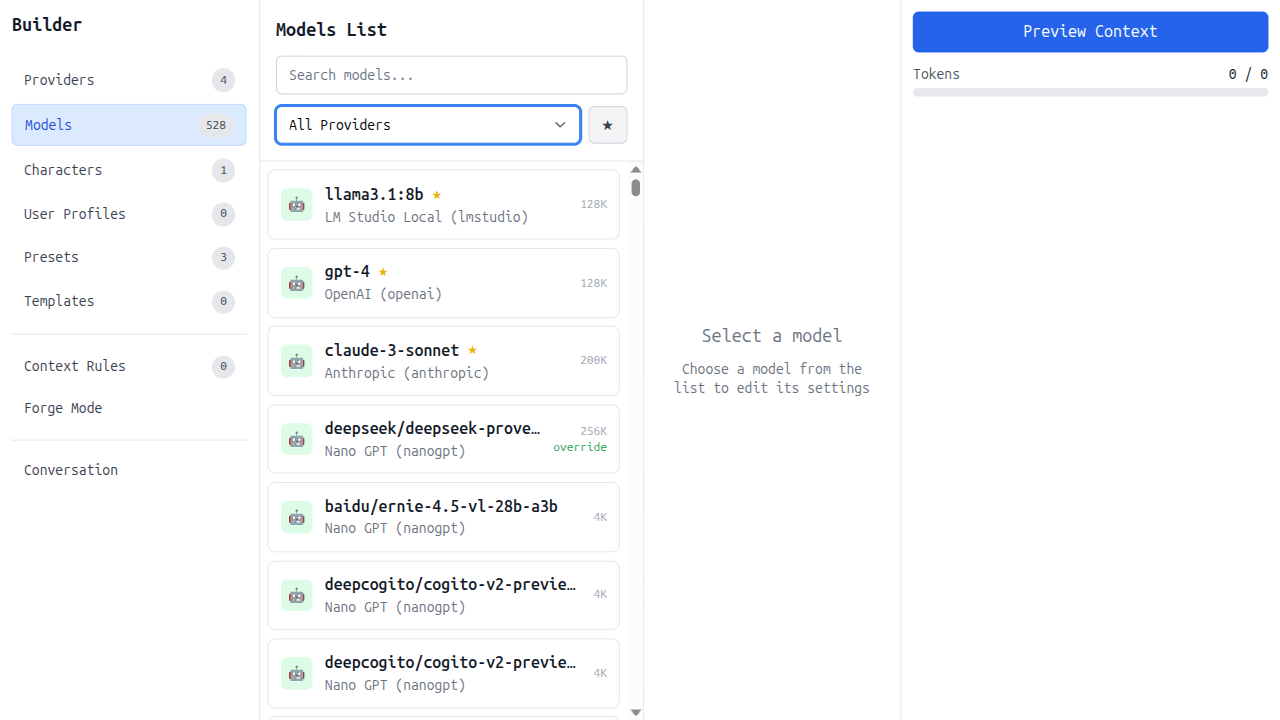 Builder
Providers 4
Models 528
Characters 1
User Profiles 0
Presets 3
Templates 0
Context Rules 0
Forge Mode
Conversation
Models List
Search models...
All Providers
★
llama3.1:8b ★
LM Studio Local (lmstudio)
128K
gpt-4 ★
OpenAI (openai)
128K
claude-3-sonnet ★
Anthropic (anthropic)
200K
deepseek/deepseek-prove…
Nano GPT (nanogpt)
256K
override
baidu/ernie-4.5-vl-28b-a3b
Nano GPT (nanogpt)
4K
deepcogito/cogito-v2-previe…
Nano GPT (nanogpt)
4K
deepcogito/cogito-v2-previe…
Nano GPT (nanogpt)
4K
Select a model
Choose a model from the
list to edit its settings
Preview Context
Tokens 0 / 0